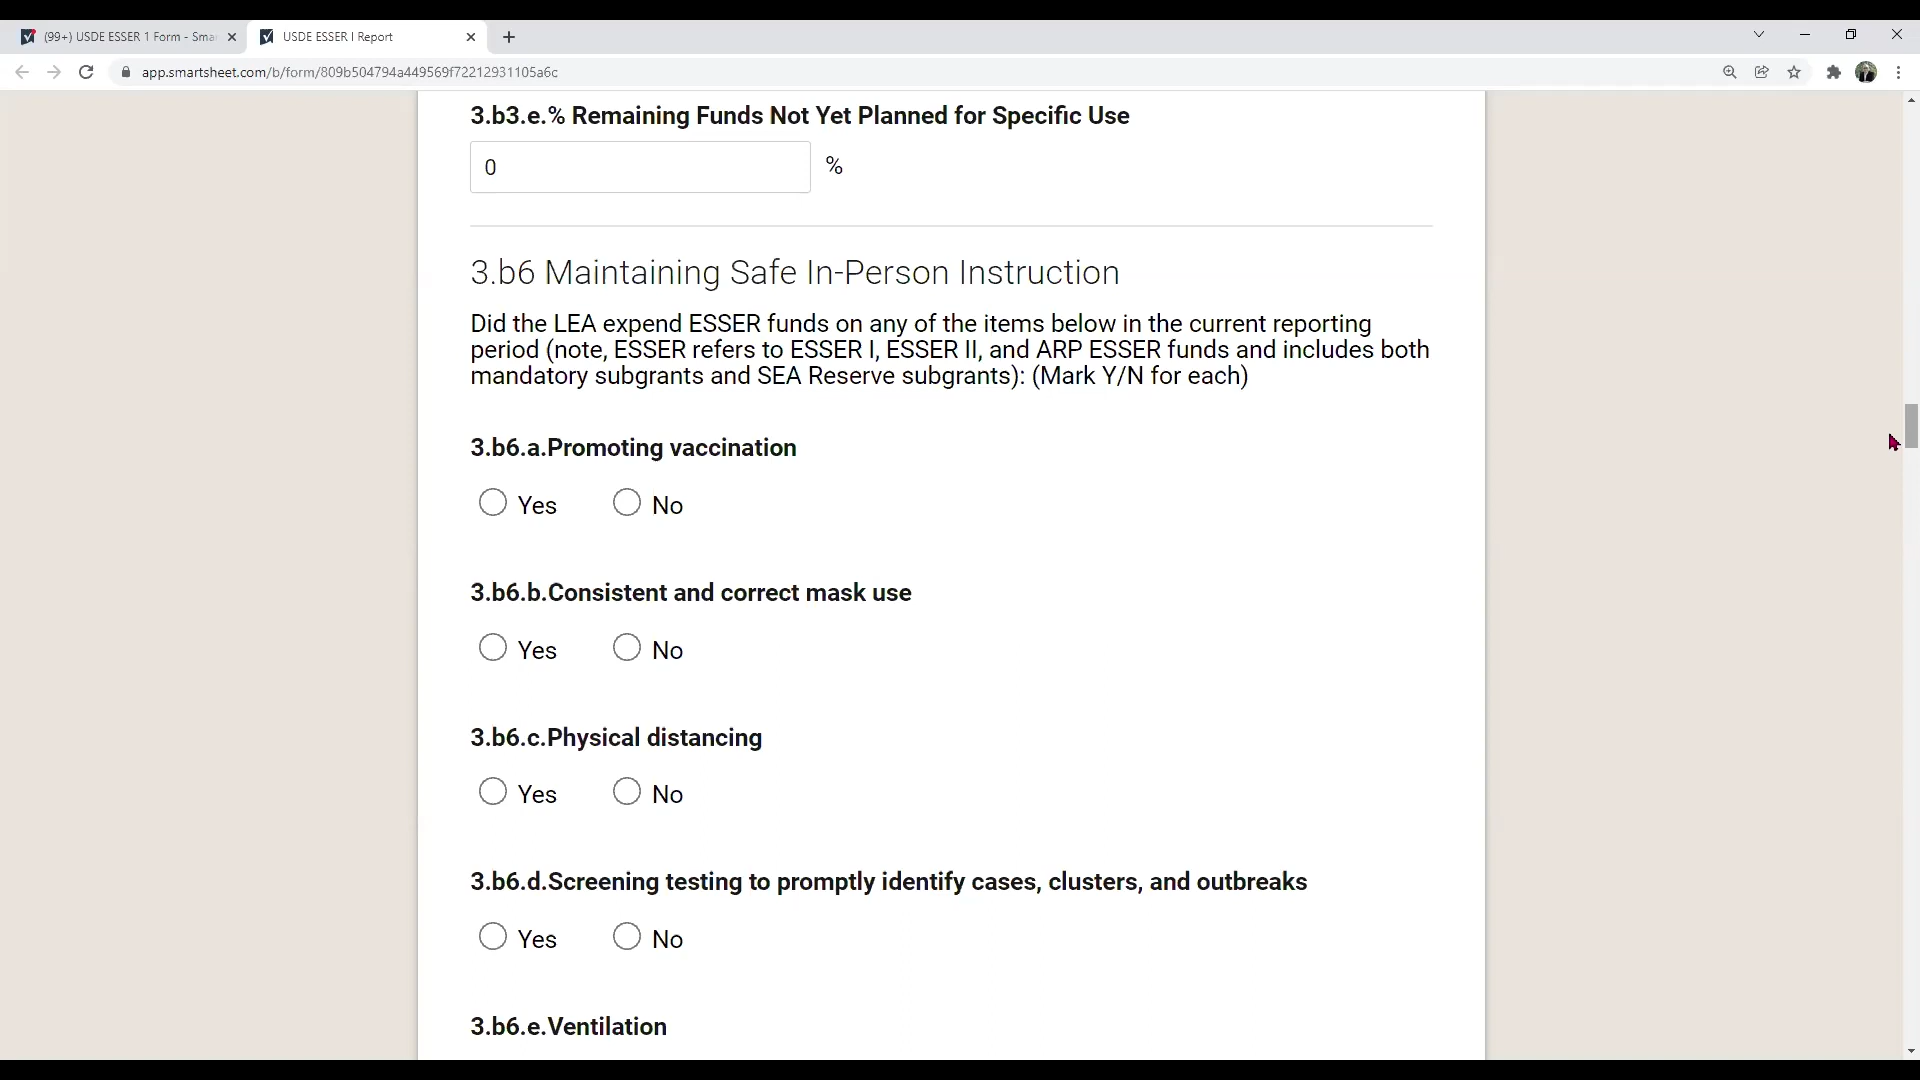 (99+) USDE ESSER 1 Form - Sma
USDE ESSER I Report
app.smartsheet.com/b/form/809b504794a449569f72212931105a6c
3.b3.e.% Remaining Funds Not Yet Planned for Specific Use
0 %
3.b6 Maintaining Safe In-Person Instruction
Did the LEA expend ESSER funds on any of the items below in the current reporting
period (note, ESSER refers to ESSER I, ESSER II, and ARP ESSER funds and includes both
mandatory subgrants and SEA Reserve subgrants): (Mark Y/N for each)
3.b6.a.Promoting vaccination
Yes No
3.b6.b.Consistent and correct mask use
Yes No
3.b6.c.Physical distancing
Yes No
3.b6.d.Screening testing to promptly identify cases, clusters, and outbreaks
Yes No
3.b6.e.Ventilation